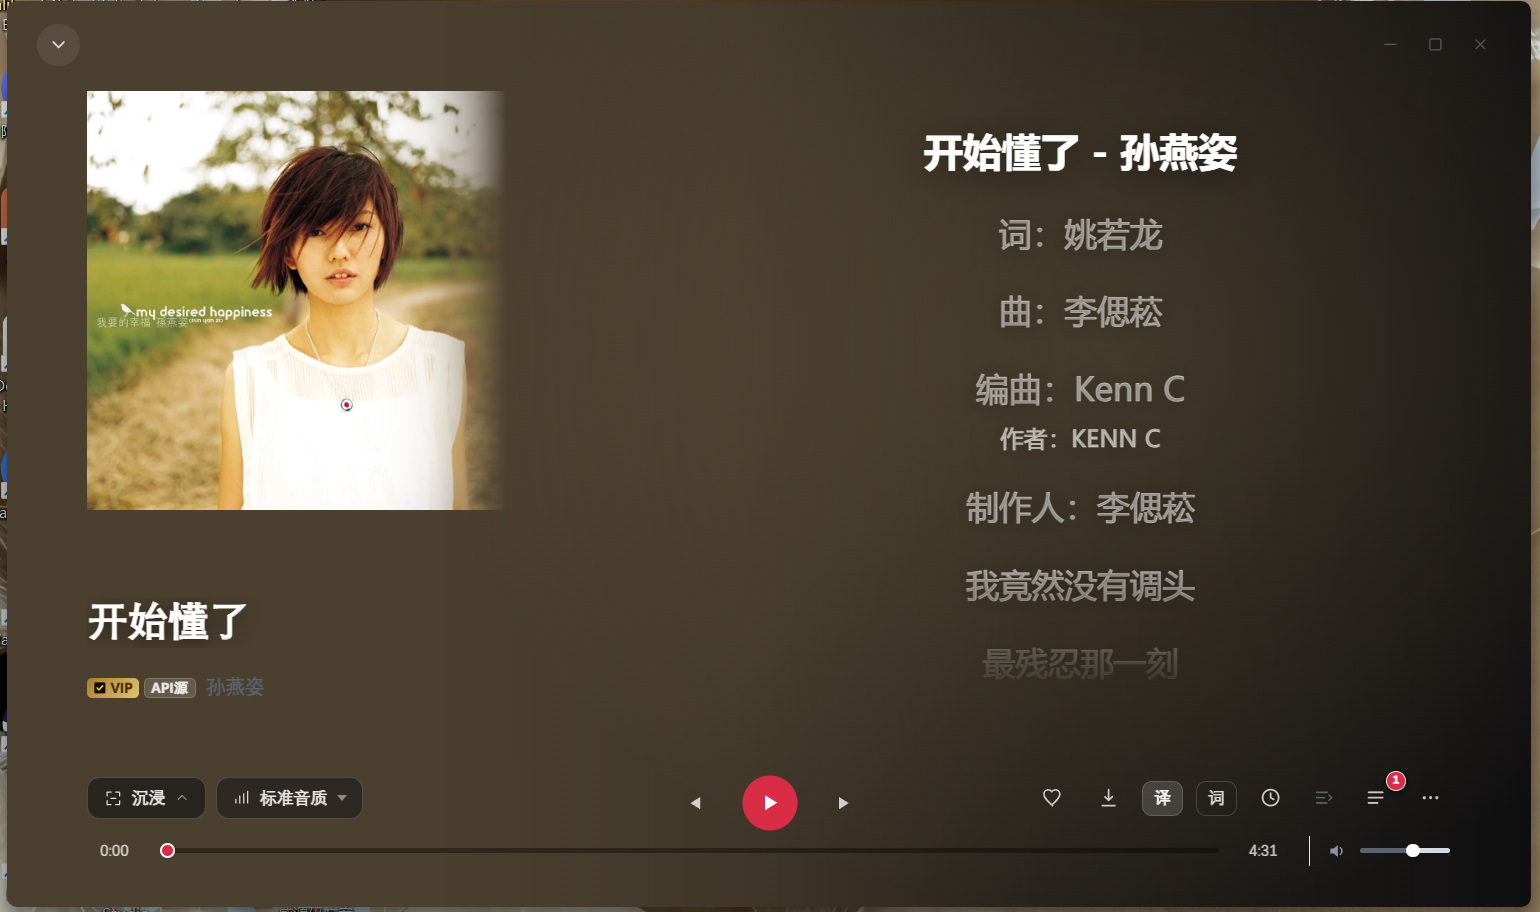 my desired happiness
我要的幸福 孫燕姿
开始懂了 - 孙燕姿
词：姚若龙
曲：李偲菘
编曲：Kenn C
作者：KENN C
制作人：李偲菘
我竟然没有调头
最残忍那一刻
开始懂了
VIP API源 孙燕姿
沉浸 标准音质
译 词 1
0:00 4:31